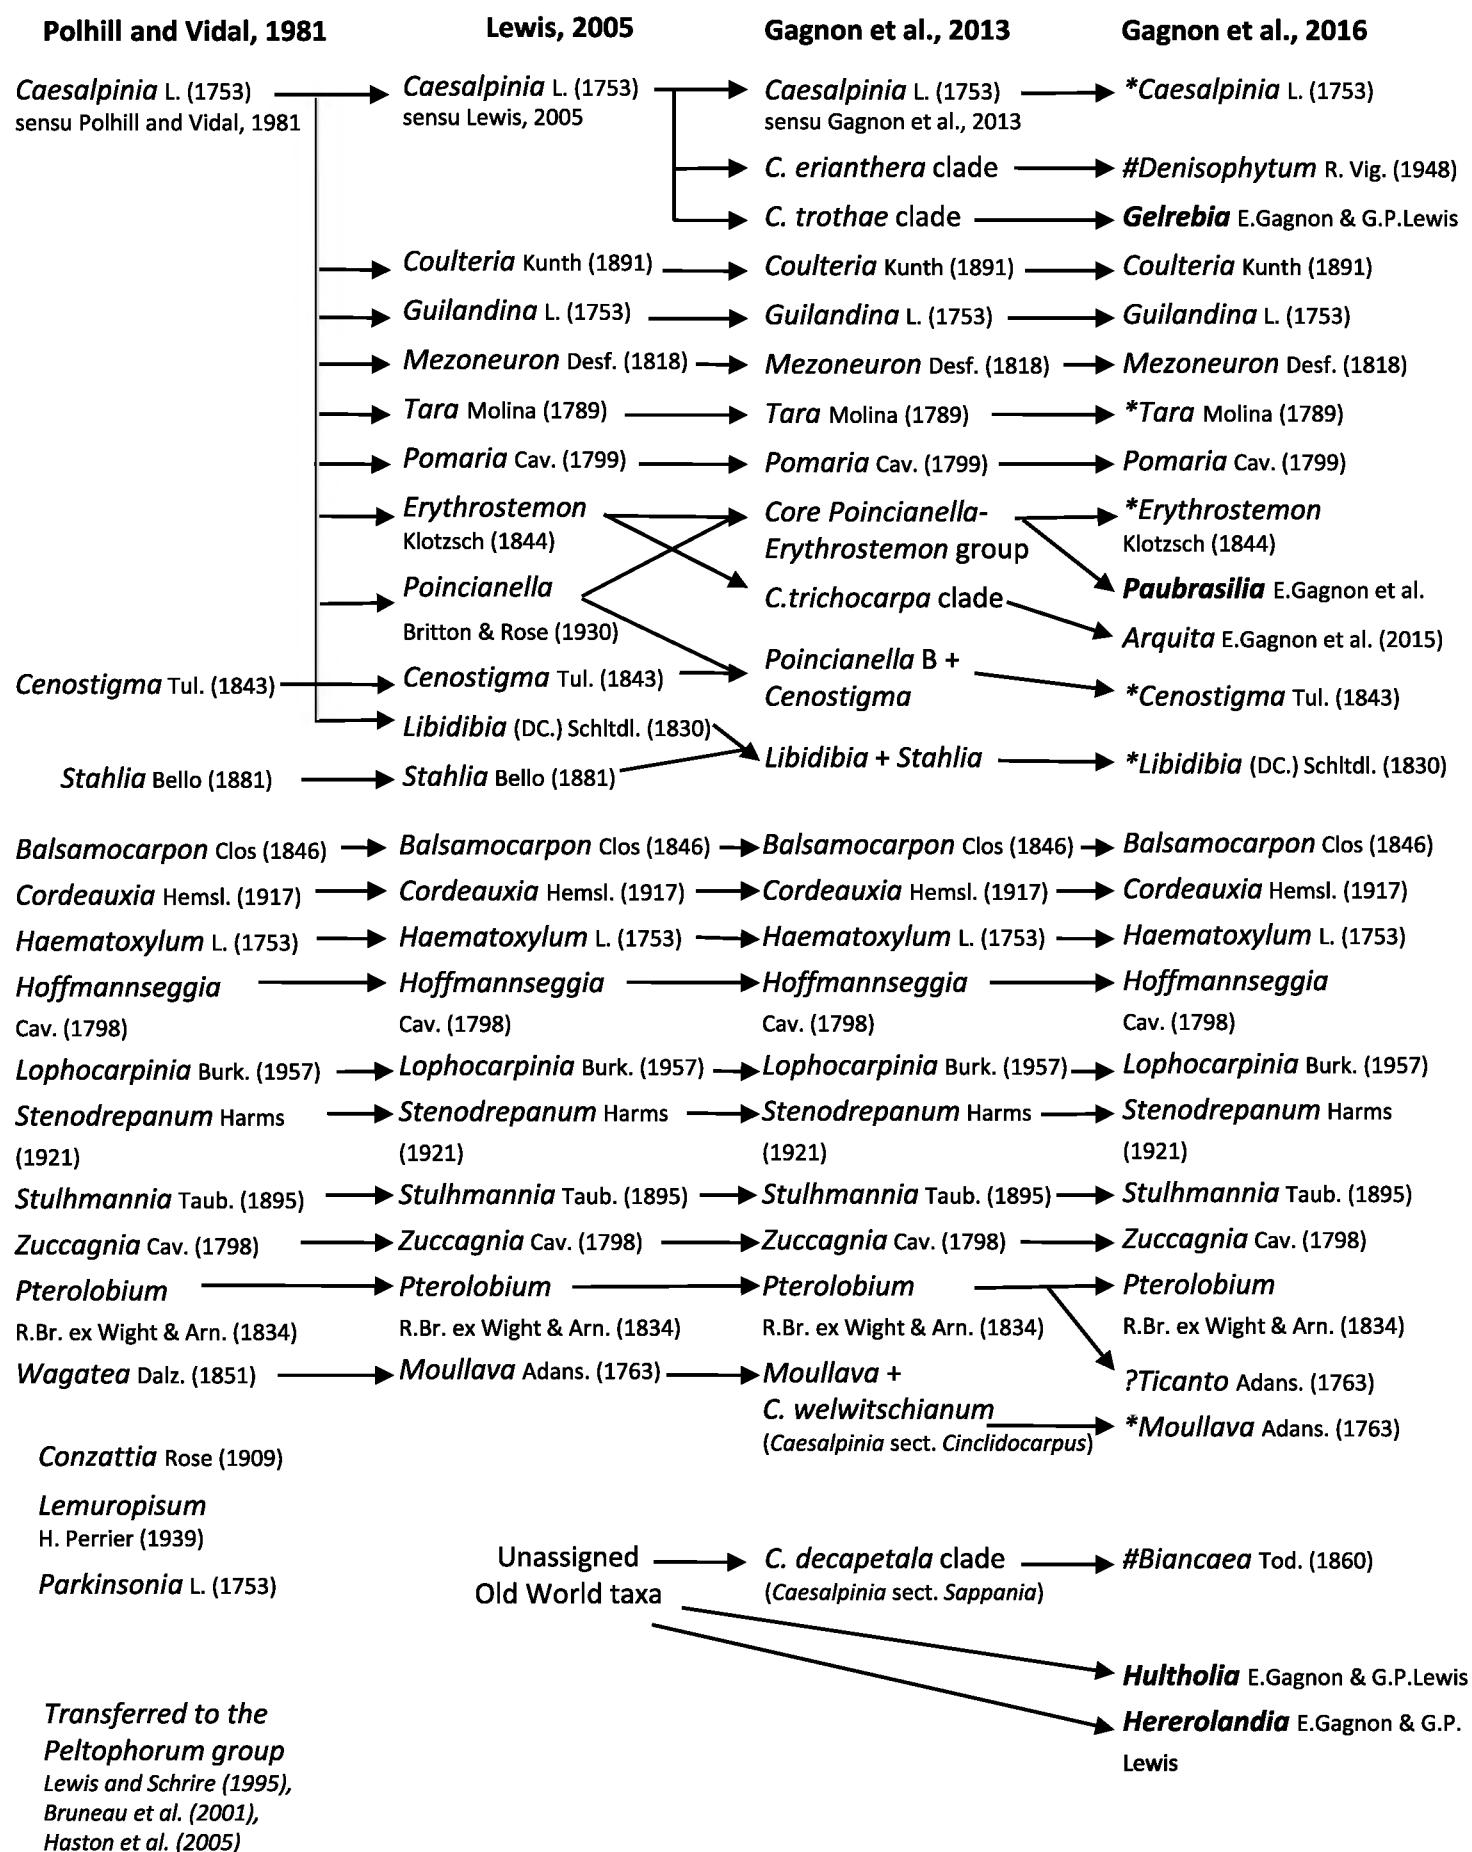 Polhill and Vidal, 1981
Lewis, 2005
Gagnon et al., 2013
Gagnon et al., 2016
Caesalpinia L. (1753)
sensu Polhill and Vidal, 1981
Caesalpinia L. (1753)
sensu Lewis, 2005
Caesalpinia L. (1753)
sensu Gagnon et al., 2013
*Caesalpinia L. (1753)
C. erianthera clade
#Denisophytum R. Vig. (1948)
C. trothae clade
Gelrebia E.Gagnon & G.P.Lewis
Coulteria Kunth (1891)
Coulteria Kunth (1891)
Coulteria Kunth (1891)
Guilandina L. (1753)
Guilandina L. (1753)
Guilandina L. (1753)
Mezoneuron Desf. (1818)
Mezoneuron Desf. (1818)
Mezoneuron Desf. (1818)
Tara Molina (1789)
Tara Molina (1789)
*Tara Molina (1789)
Pomaria Cav. (1799)
Pomaria Cav. (1799)
Pomaria Cav. (1799)
Erythrostemon
Klotzsch (1844)
Core Poincianella-
Erythrostemon group
*Erythrostemon
Klotzsch (1844)
Poincianella
Britton & Rose (1930)
C.trichocarpa clade
Paubrasilia E.Gagnon et al.
Arquita E.Gagnon et al. (2015)
Cenostigma Tul. (1843)
Cenostigma Tul. (1843)
Poincianella B +
Cenostigma
*Cenostigma Tul. (1843)
Libidibia (DC.) Schltdl. (1830)
Stahlia Bello (1881)
Stahlia Bello (1881)
Libidibia + Stahlia
*Libidibia (DC.) Schltdl. (1830)
Balsamocarpon Clos (1846)
Balsamocarpon Clos (1846)
Balsamocarpon Clos (1846)
Balsamocarpon Clos (1846)
Cordeauxia Hemsl. (1917)
Cordeauxia Hemsl. (1917)
Cordeauxia Hemsl. (1917)
Cordeauxia Hemsl. (1917)
Haematoxylum L. (1753)
Haematoxylum L. (1753)
Haematoxylum L. (1753)
Haematoxylum L. (1753)
Hoffmannseggia
Cav. (1798)
Hoffmannseggia
Cav. (1798)
Hoffmannseggia
Cav. (1798)
Hoffmannseggia
Cav. (1798)
Lophocarpinia Burk. (1957)
Lophocarpinia Burk. (1957)
Lophocarpinia Burk. (1957)
Lophocarpinia Burk. (1957)
Stenodrepanum Harms
(1921)
Stenodrepanum Harms
(1921)
Stenodrepanum Harms
(1921)
Stenodrepanum Harms
(1921)
Stulhmannia Taub. (1895)
Stulhmannia Taub. (1895)
Stulhmannia Taub. (1895)
Stulhmannia Taub. (1895)
Zuccagnia Cav. (1798)
Zuccagnia Cav. (1798)
Zuccagnia Cav. (1798)
Zuccagnia Cav. (1798)
Pterolobium
R.Br. ex Wight & Arn. (1834)
Pterolobium
R.Br. ex Wight & Arn. (1834)
Pterolobium
R.Br. ex Wight & Arn. (1834)
Pterolobium
R.Br. ex Wight & Arn. (1834)
Wagatea Dalz. (1851)
Moullava Adans. (1763)
Moullava +
C. welwitschianum
(Caesalpinia sect. Cinclidocarpus)
?Ticanto Adans. (1763)
*Moullava Adans. (1763)
Conzattia Rose (1909)
Lemuropisum
H. Perrier (1939)
Parkinsonia L. (1753)
Unassigned
Old World taxa
C. decapetala clade
(Caesalpinia sect. Sappania)
#Biancaea Tod. (1860)
Hultholia E.Gagnon & G.P.Lewis
Hererolandia E.Gagnon & G.P.
Lewis
Transferred to the
Peltophorum group
Lewis and Schrire (1995),
Bruneau et al. (2001),
Haston et al. (2005)